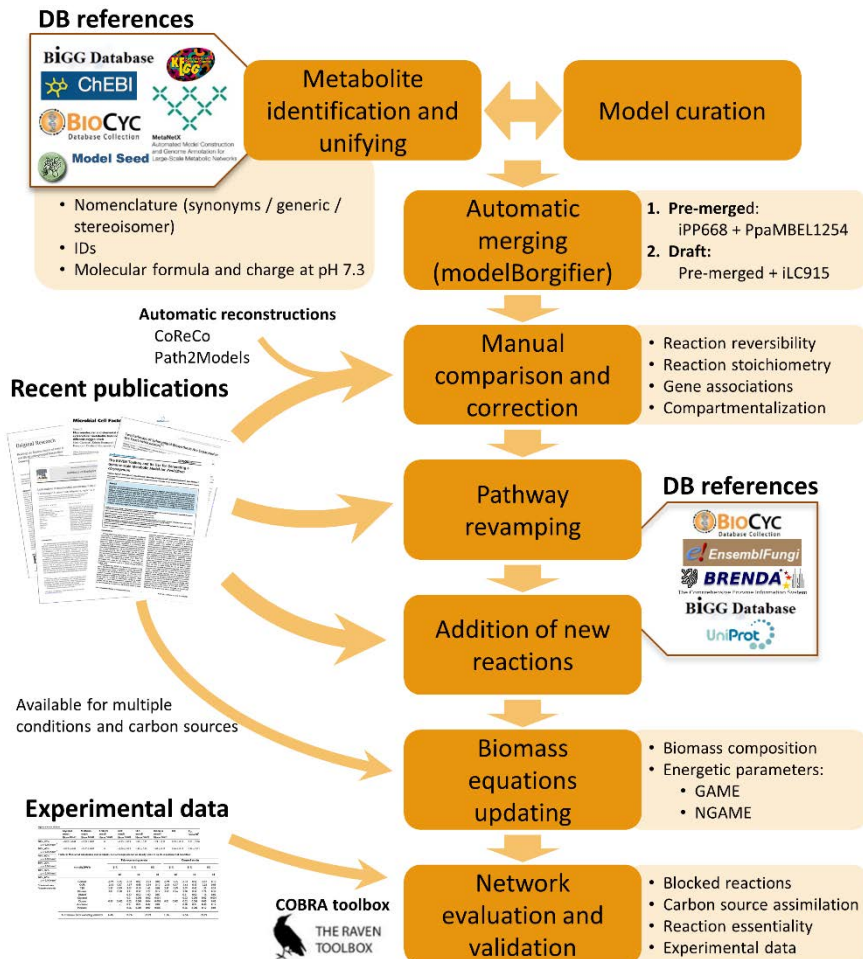 DB references
BiGG Database
KEGG
ChEBI
BIOCYC
Database Collection
MetaNetX
Automated Model Construction
and Genome Annotation for
Large-Scale Metabolic Networks
Model Seed
Metabolite
identification and
unifying
Model curation
• Nomenclature (synonyms / generic /
stereoisomer)
• IDs
• Molecular formula and charge at pH 7.3
Automatic
merging
(modelBorgifier)
1. Pre-merged:
iPP668 + PpaMBEL1254
2. Draft:
Pre-merged + iLC915
Automatic reconstructions
CoReCo
Path2Models
Manual
comparison and
correction
• Reaction reversibility
• Reaction stoichiometry
• Gene associations
• Compartmentalization
Recent publications
Original Research
Microbial Cell Fact
Pathway
revamping
DB references
BIOCYC
Database Collection
e! EnsemblFungi
BRENDA
The Comprehensive Enzyme Information System
BiGG Database
UniProt
Addition of new
reactions
Available for multiple
conditions and carbon sources
Biomass
equations
updating
• Biomass composition
• Energetic parameters:
• GAME
• NGAME
Experimental data
COBRA toolbox
THE RAVEN
TOOLBOX
Network
evaluation and
validation
• Blocked reactions
• Carbon source assimilation
• Reaction essentiality
• Experimental data